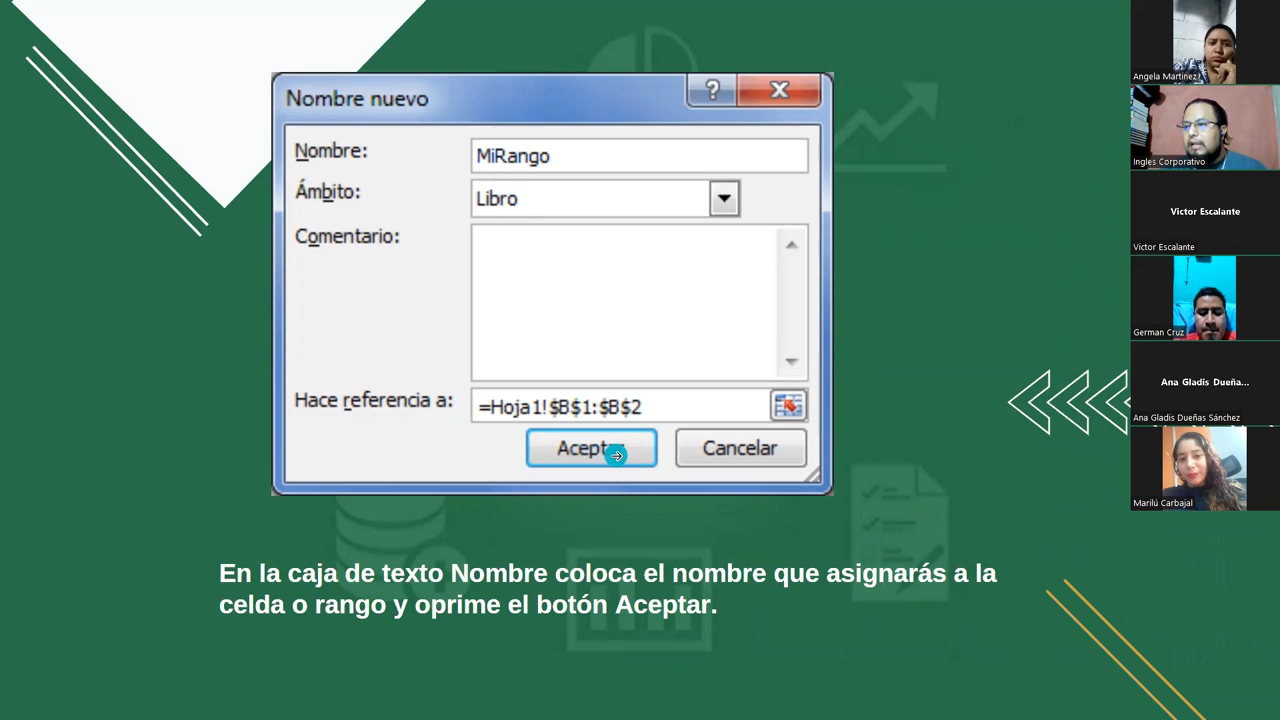 Nombre nuevo
Nombre:
MiRango
Ámbito:
Libro
Comentario:
Hace referencia a:
=Hoja1!$B$1:$B$2
Aceptar
Cancelar
En la caja de texto Nombre coloca el nombre que asignarás a la
celda o rango y oprime el botón Aceptar.
Angela Martinez
Ingles Corporativo
Victor Escalante
Victor Escalante
German Cruz
Ana Gladis Dueña...
Ana Gladis Dueñas Sánchez
Marilú Carbajal